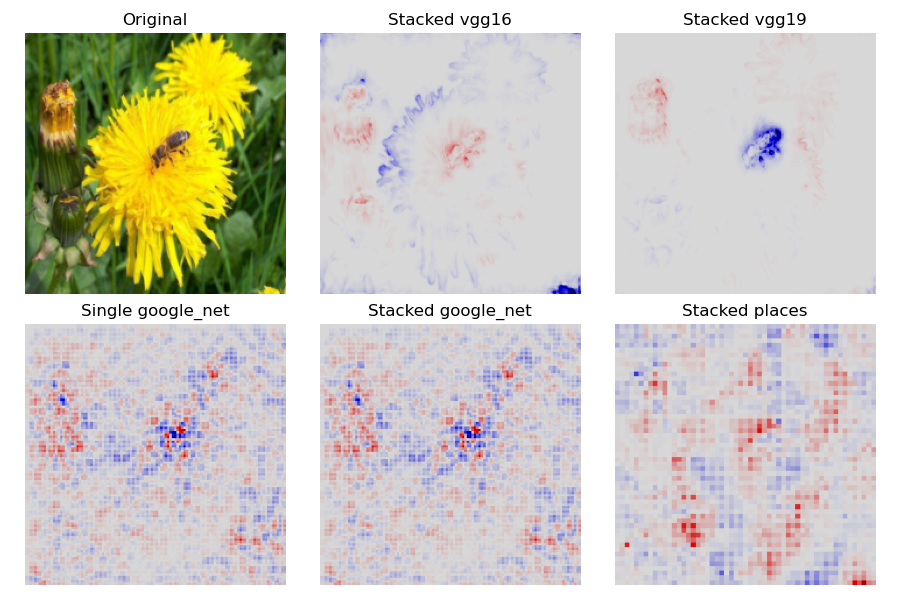 Original
Stacked vgg16
Stacked vgg19
Single google_net
Stacked google_net
Stacked places